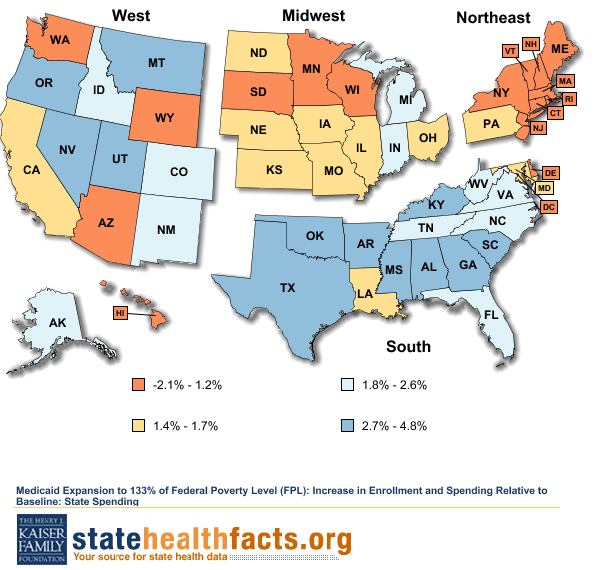 West
Midwest
Northeast
WA
MT
OR
ID
WY
NV
UT
CO
CA
AZ
NM
AK
HI
ND
MN
SD
WI
MI
NE
IA
IL
IN
OH
KS
MO
VT
NH
ME
NY
MA
RI
CT
PA
NJ
DE
MD
DC
WV
VA
KY
NC
TN
OK
AR
SC
MS
AL
GA
TX
LA
FL
South
-2.1% - 1.2%
1.8% - 2.6%
1.4% - 1.7%
2.7% - 4.8%
Medicaid Expansion to 133% of Federal Poverty Level (FPL): Increase in Enrollment and Spending Relative to
Baseline: State Spending
THE HENRY J.
KAISER
FAMILY
FOUNDATION
statehealthfacts.org
Your source for state health data